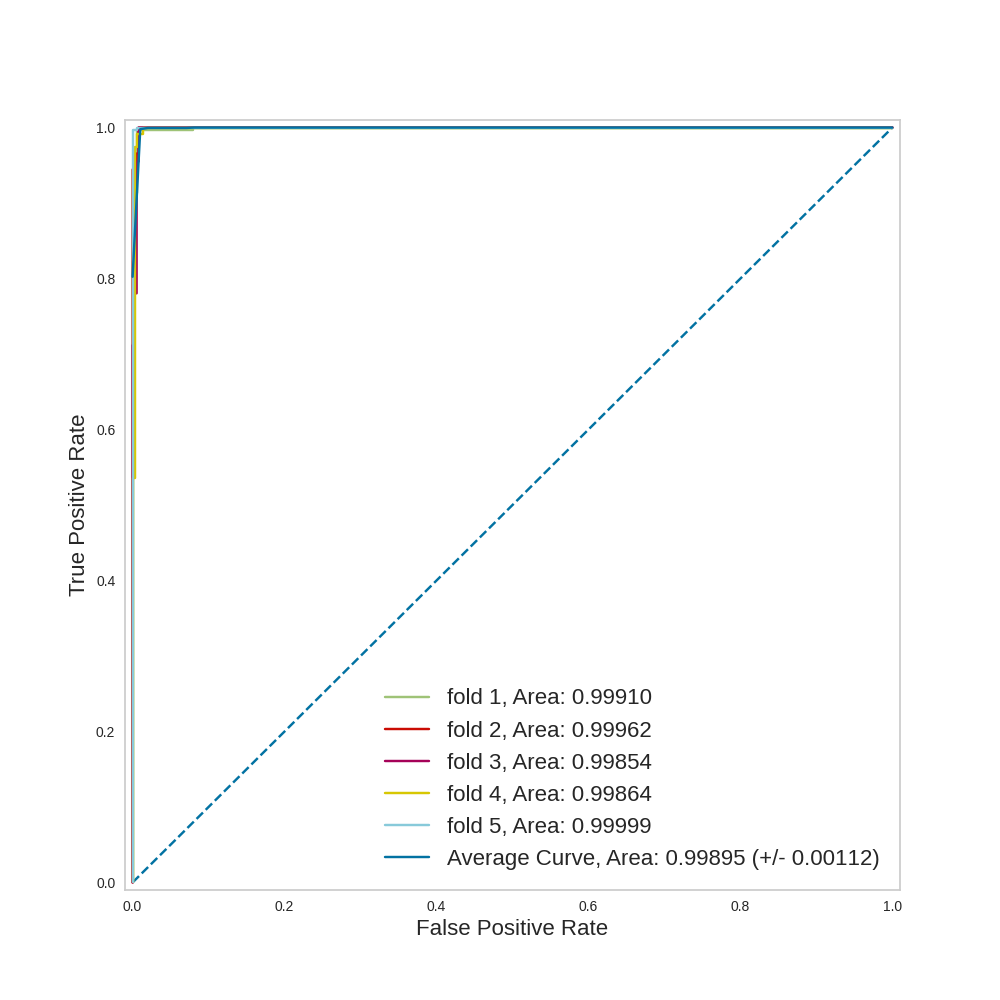 1.0
0.8
0.6
0.4
0.2
0.0
True Positive Rate
fold 1, Area: 0.99910
fold 2, Area: 0.99962
fold 3, Area: 0.99854
fold 4, Area: 0.99864
fold 5, Area: 0.99999
Average Curve, Area: 0.99895 (+/- 0.00112)
0.0 0.2 0.4 0.6 0.8 1.0
False Positive Rate